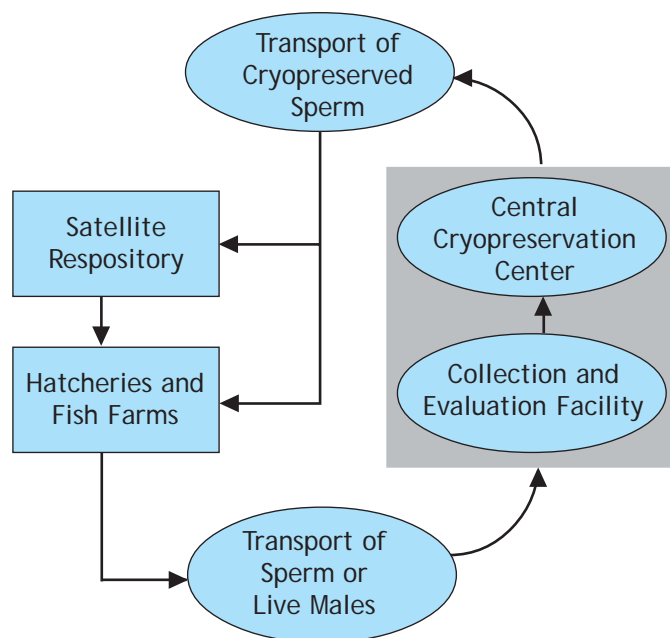 Transport of
Cryopreserved
Sperm
Satellite
Respository
Central
Cryopreservation
Center
Hatcheries and
Fish Farms
Collection and
Evaluation Facility
Transport of
Sperm or
Live Males